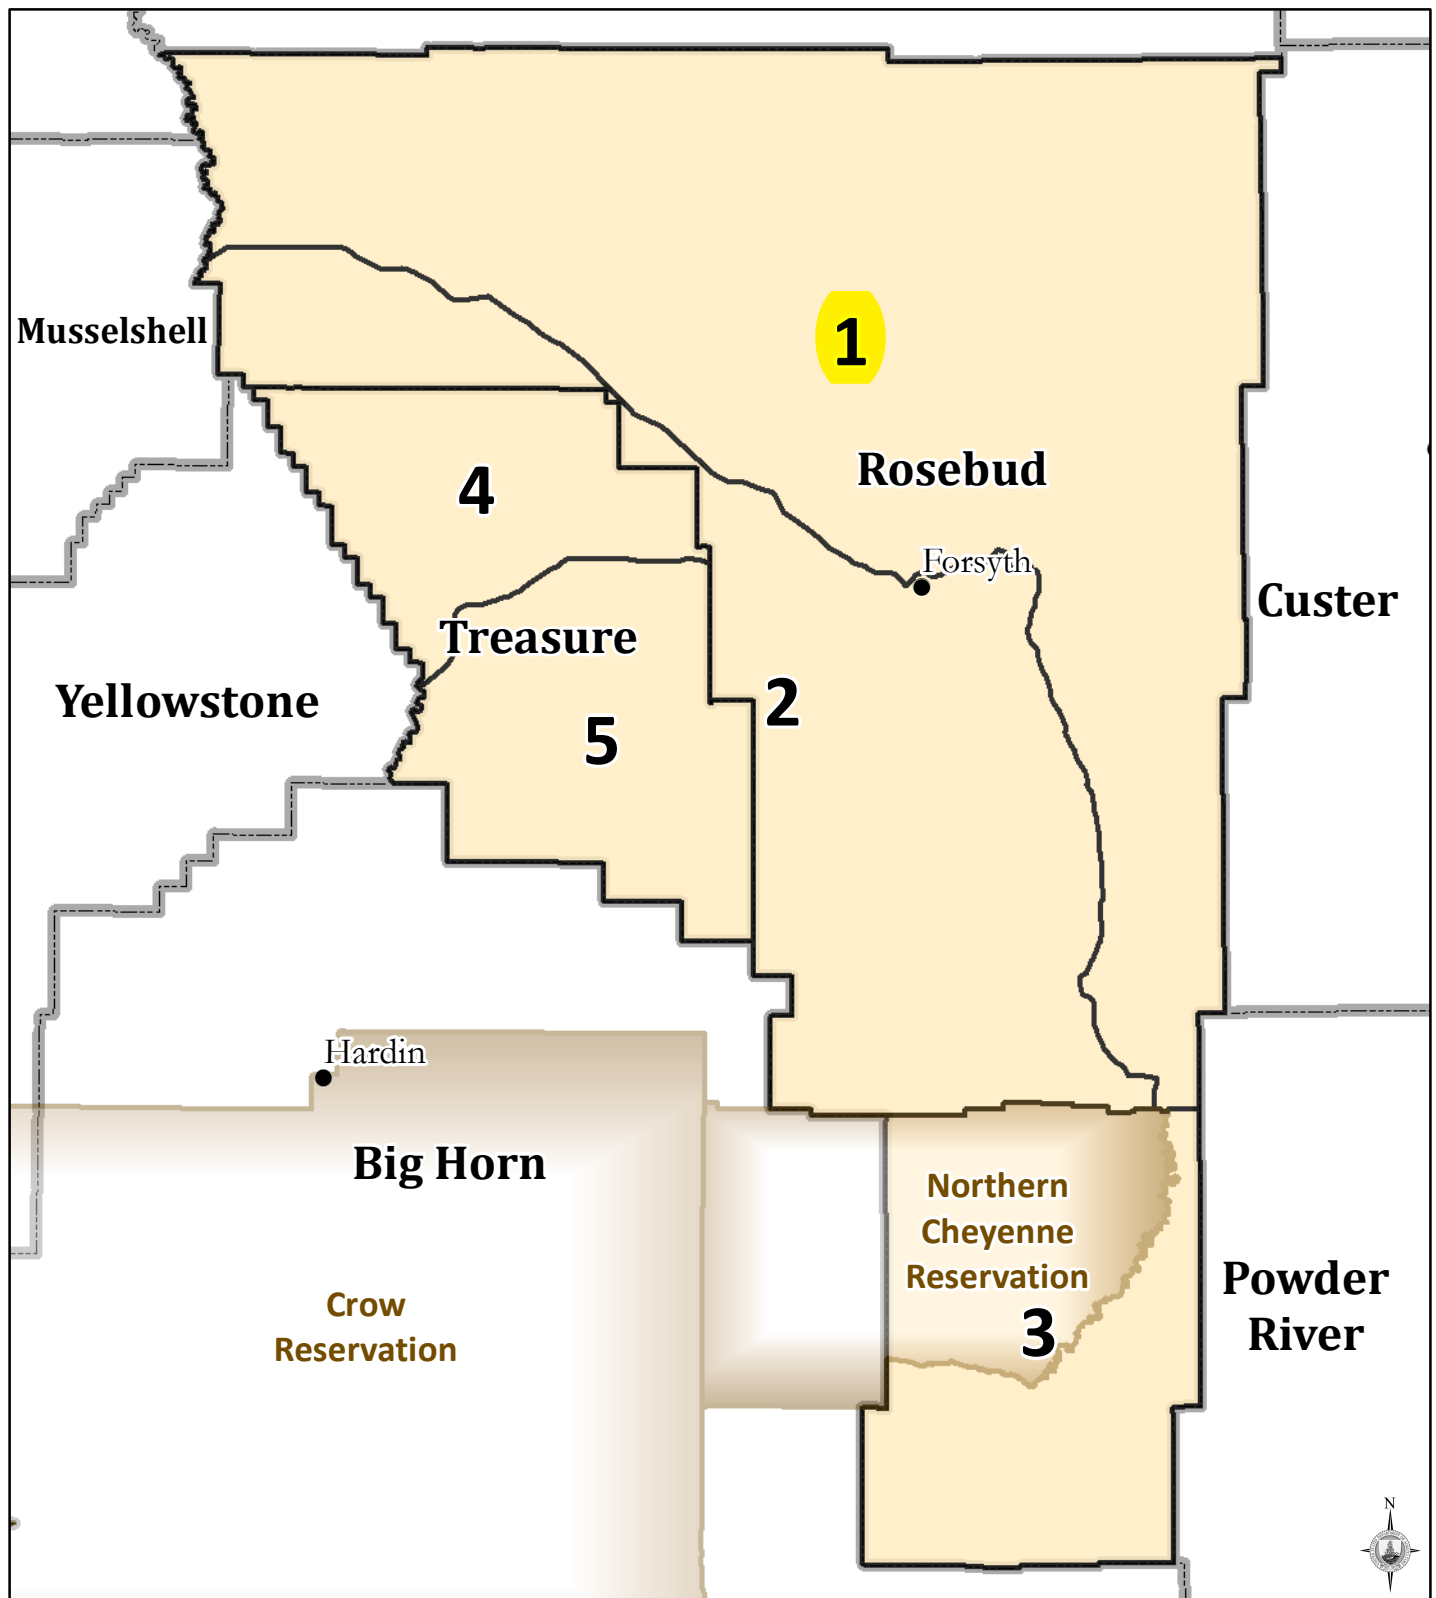 1
Musselshell
Rosebud
4
Forsyth
Custer
Treasure
Yellowstone
2
5
Hardin
Big Horn
Northern
Cheyenne
Reservation
Powder
River
Crow
Reservation
3
N